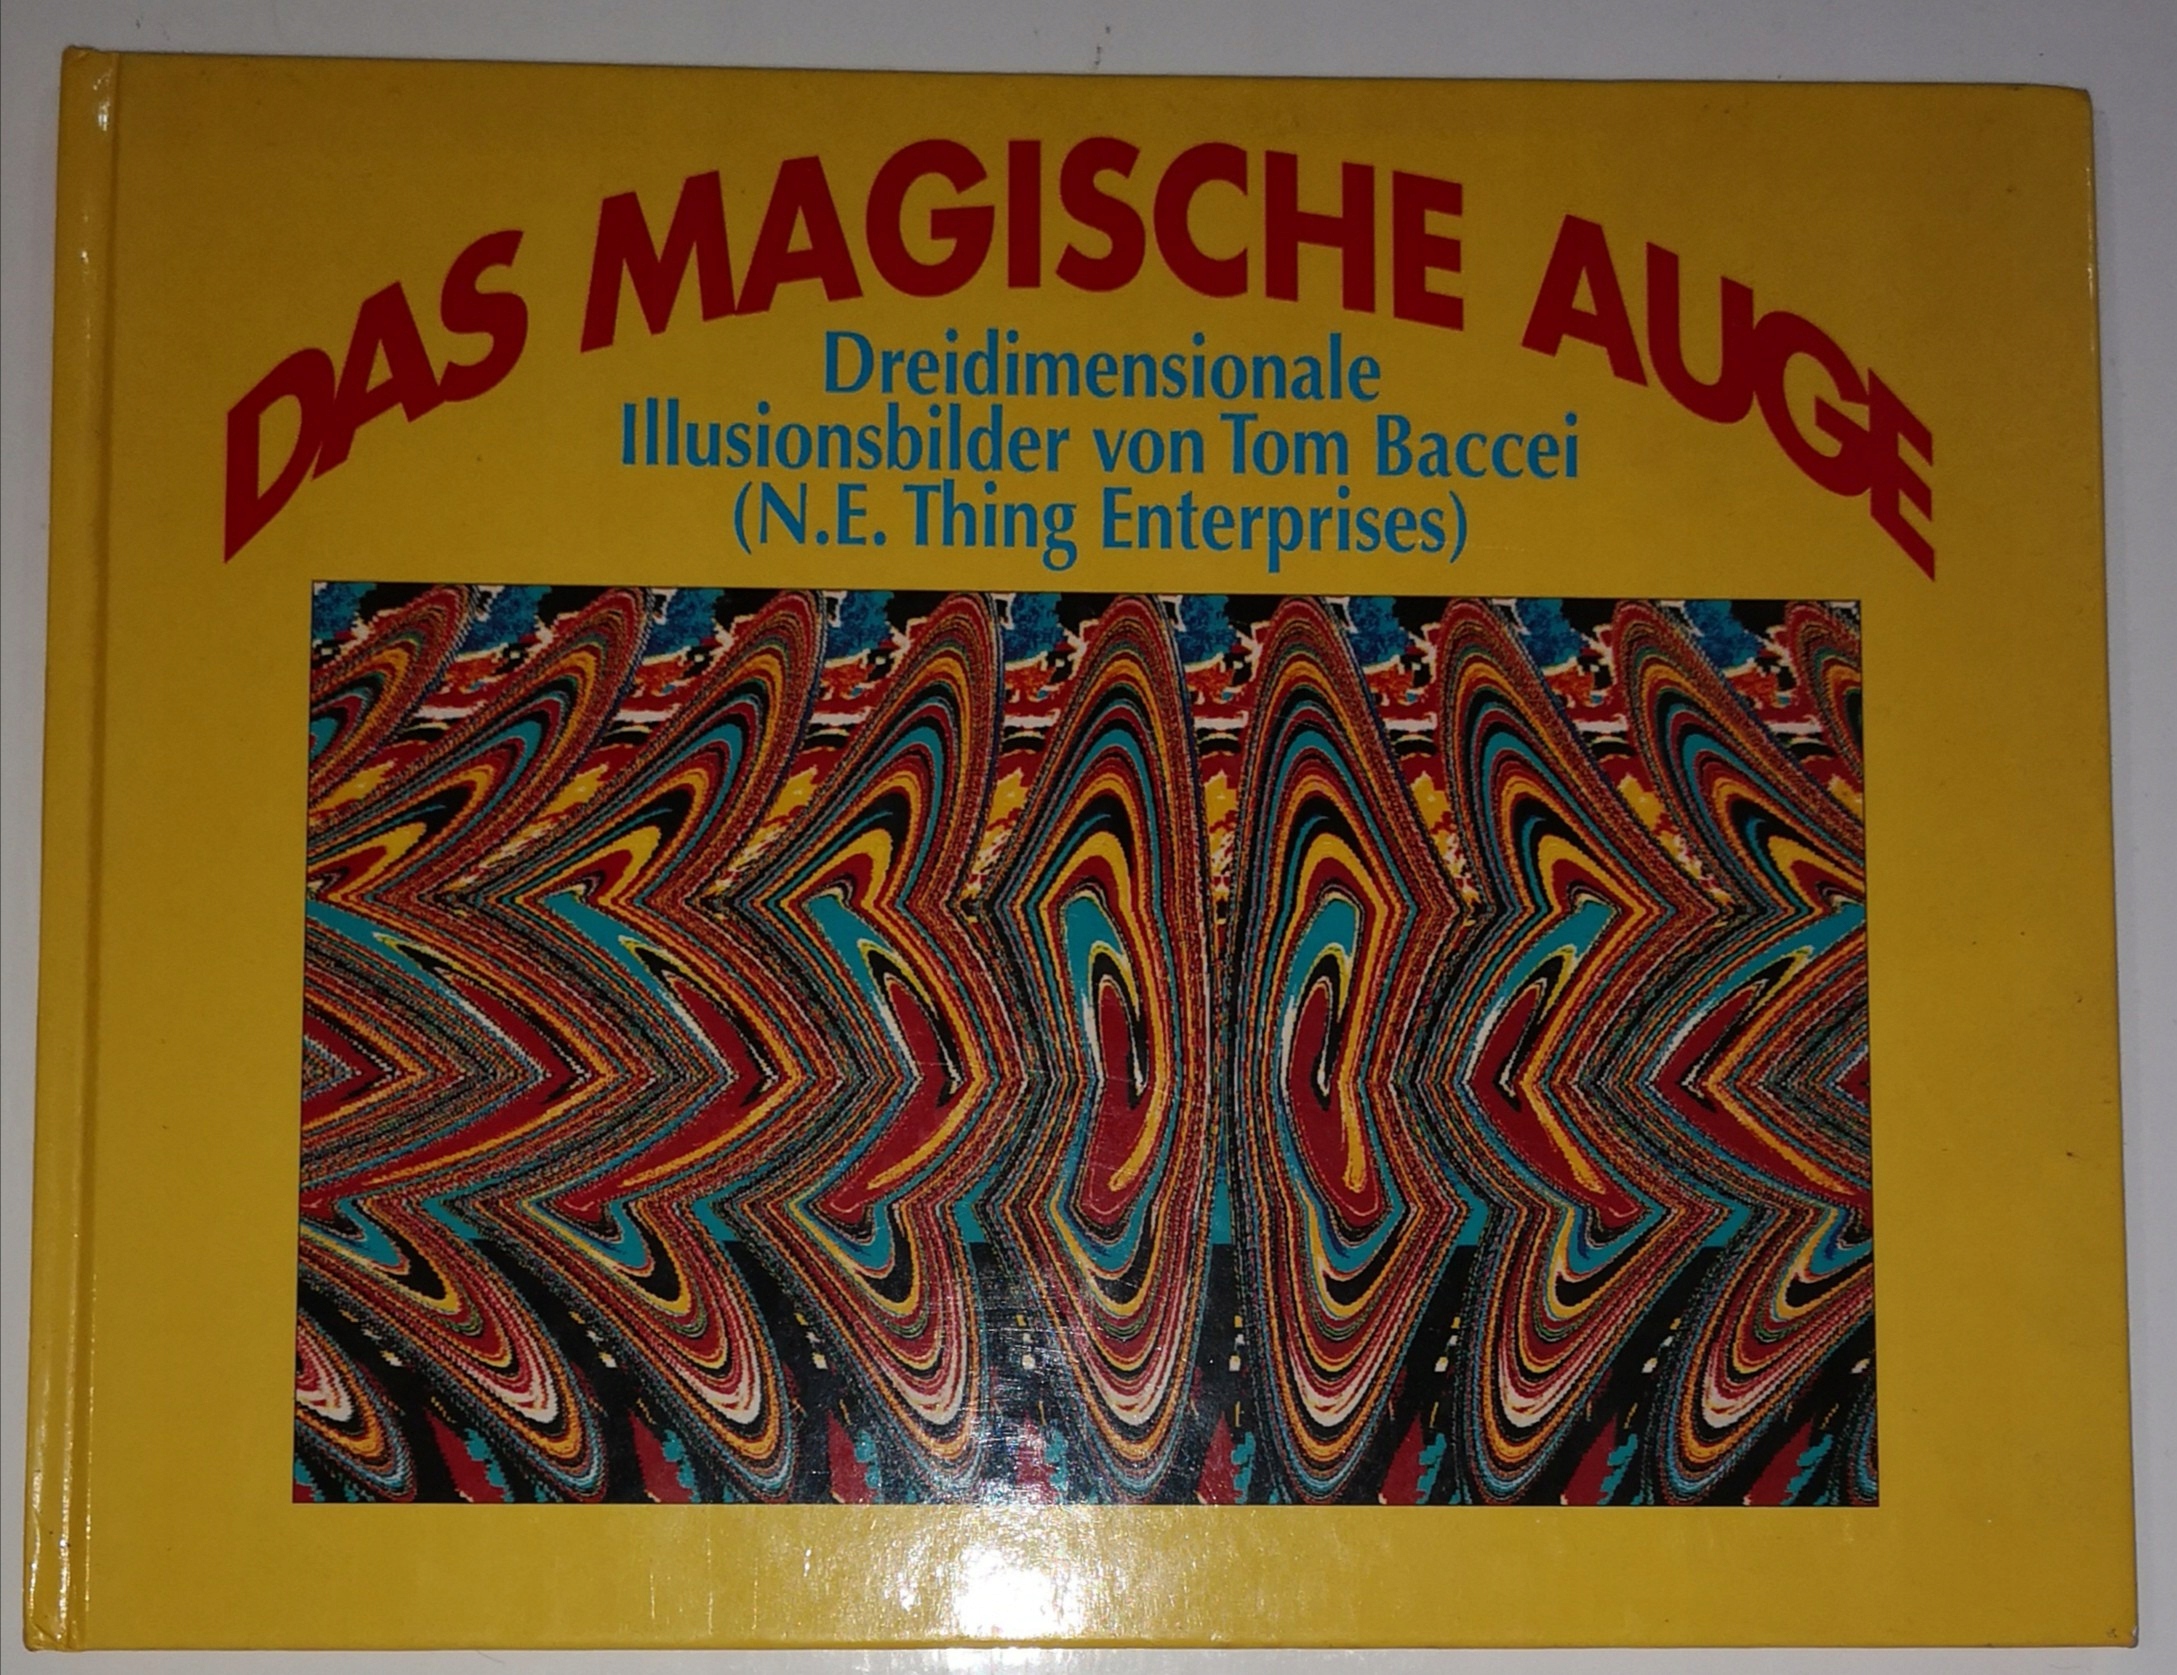 DAS MAGISCHE AUGE
Dreidimensionale
Illusionsbilder von Tom Baccei
(N.E. Thing Enterprises)